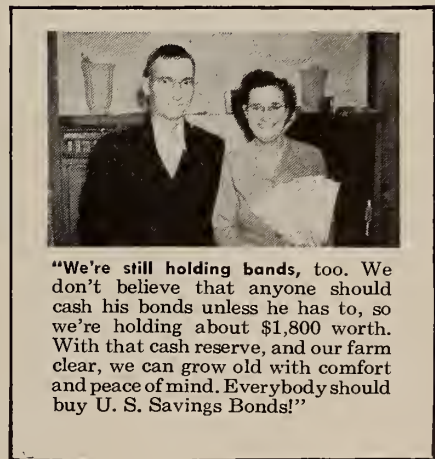 "We're still holding bands, too. We
don't believe that anyone should
cash his bonds unless he has to, so
we're holding about $1,800 worth.
With that cash reserve, and our farm
clear, we can grow old with comfort
and peace of mind. Everybody should
buy U. S. Savings Bonds!"